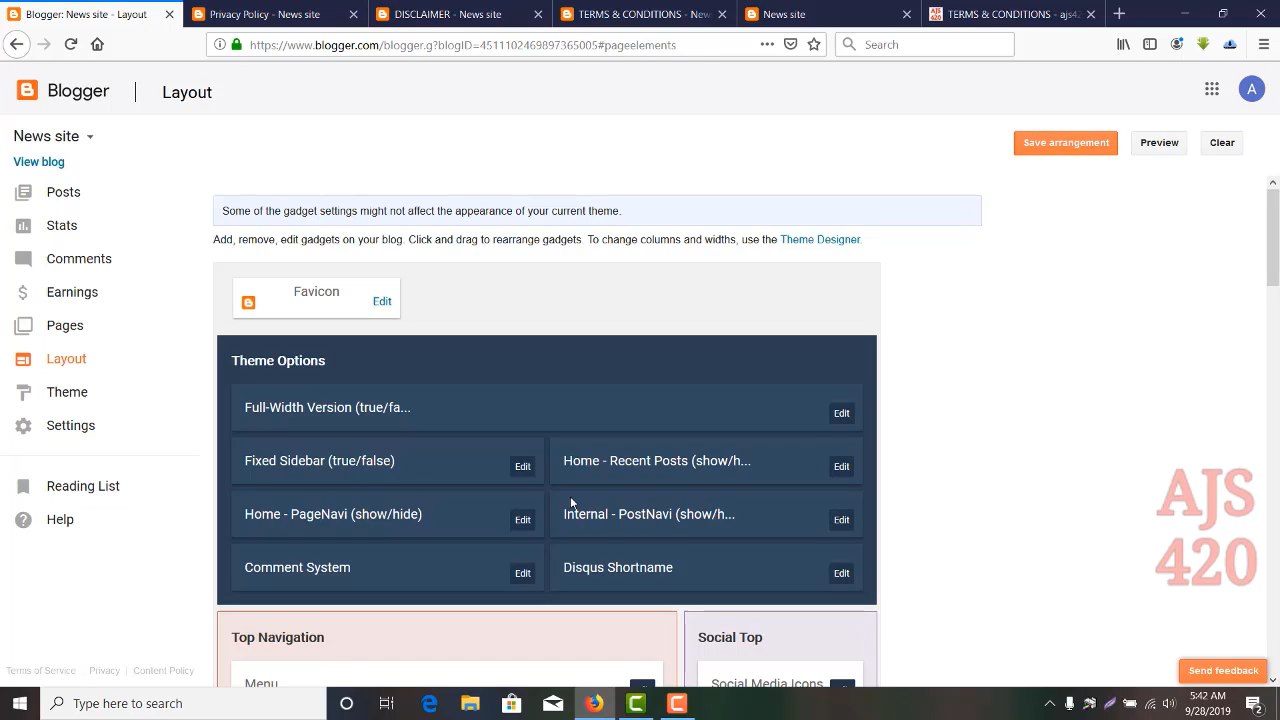 Blogger: News site - Layout
Privacy Policy - News site
DISCLAIMER - News site
TERMS & CONDITIONS - New
News site
AJS 420
TERMS & CONDITIONS - ajs4
https://www.blogger.com/blogger.g?blogID=4511102469897365005#pageelements
Search
Blogger
Layout
A
News site
View blog
Save arrangement
Preview
Clear
Posts
Stats
Comments
Earnings
Pages
Layout
Theme
Settings
Reading List
Help
Some of the gadget settings might not affect the appearance of your current theme.
Add, remove, edit gadgets on your blog. Click and drag to rearrange gadgets. To change columns and widths, use the Theme Designer.
Favicon
Edit
Theme Options
Full-Width Version (true/fa...
Edit
Fixed Sidebar (true/false)
Edit
Home - Recent Posts (show/h...
Edit
Home - PageNavi (show/hide)
Edit
Internal - PostNavi (show/h...
Edit
Comment System
Edit
Disqus Shortname
Edit
Top Navigation
Social Top
Menu
Social Media Icons
AJS
420
Terms of Service
Privacy
Content Policy
Send feedback
Type here to search
5:42 AM
9/28/2019